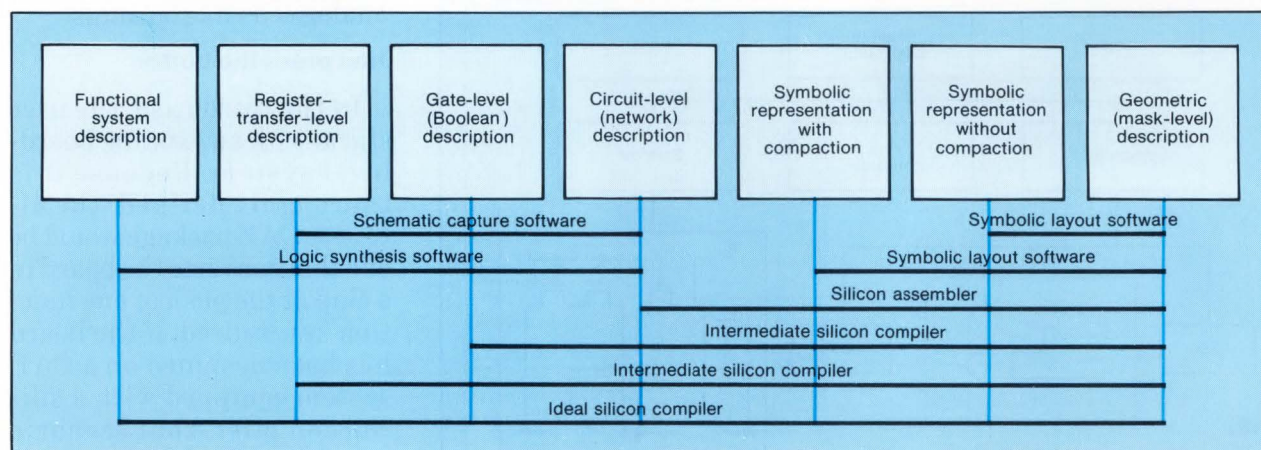 Functional
system
description
Register–
transfer–level
description
Gate-level
(Boolean)
description
Circuit-level
(network)
description
Symbolic
representation
with
compaction
Symbolic
representation
without
compaction
Geometric
(mask-level)
description
Schematic capture software
Symbolic layout software
Logic synthesis software
Symbolic layout software
Silicon assembler
Intermediate silicon compiler
Intermediate silicon compiler
Ideal silicon compiler